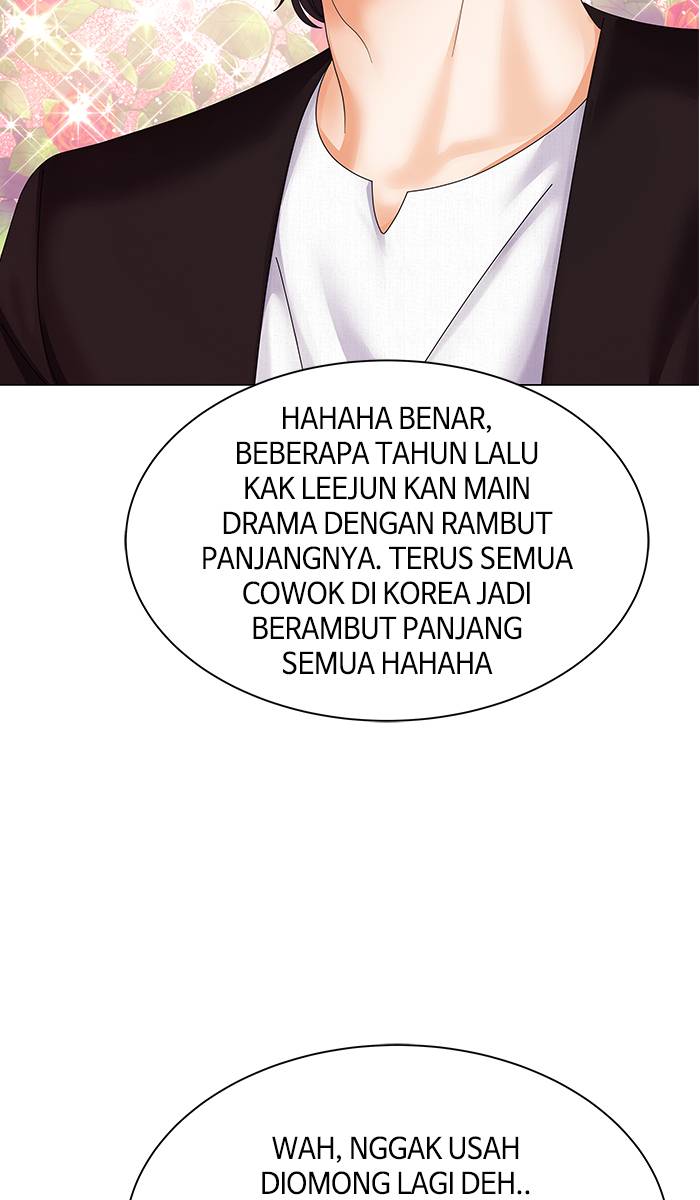 HAHAHA BENAR,
BEBERAPA TAHUN LALU
KAK LEEJUN KAN MAIN
DRAMA DENGAN RAMBUT
PANJANGNYA. TERUS SEMUA
COWOK DI KOREA JADI
BERAMBUT PANJANG
SEMUA HAHAHA
WAH, NGGAK USAH
DIOMONG LAGI DEH..